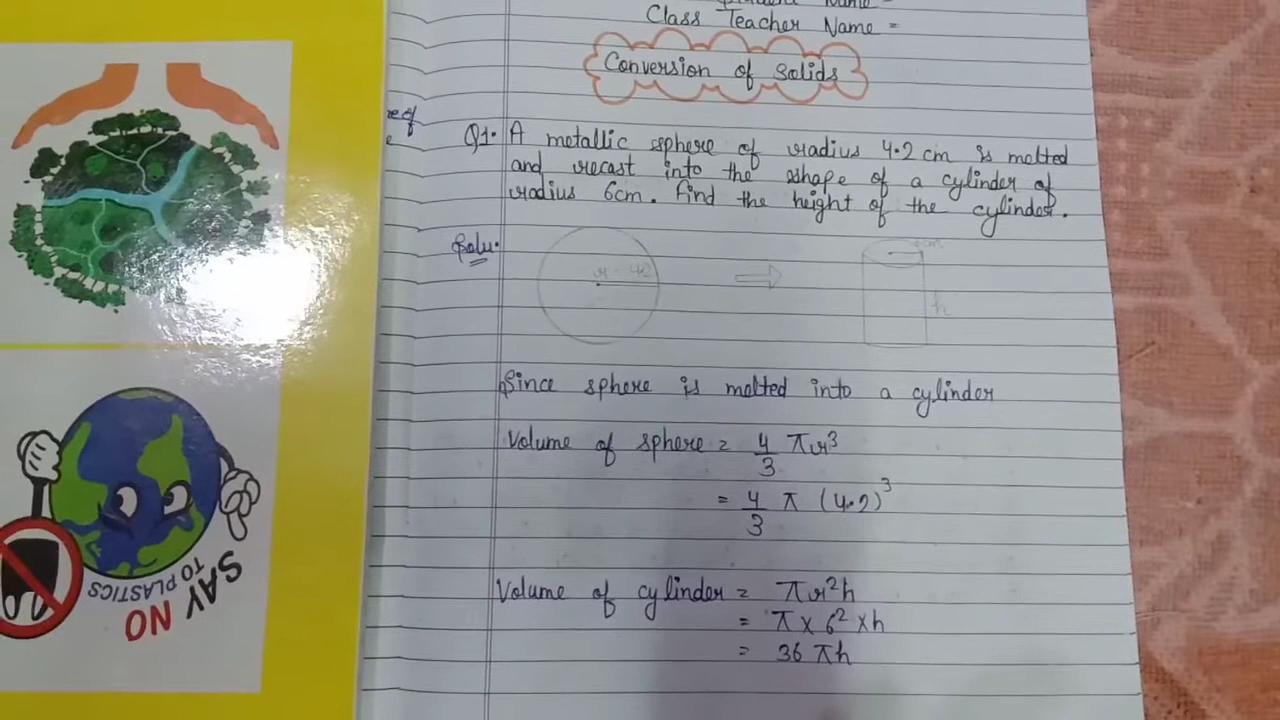 Class Teacher Name =
Conversion of Solids
Q1. A metallic sphere of radius 4.2 cm is melted
and recast into the shape of a cylinder of
radius 6cm. Find the height of the cylinder.
Solu.
r = 4.2
h
Since sphere is melted into a cylinder
Volume of sphere = 4/3 πr³
= 4/3 π (4.2)³
Volume of cylinder = πr²h
= π × 6² × h
= 36 πh
SAY
NO
TO PLASTICS